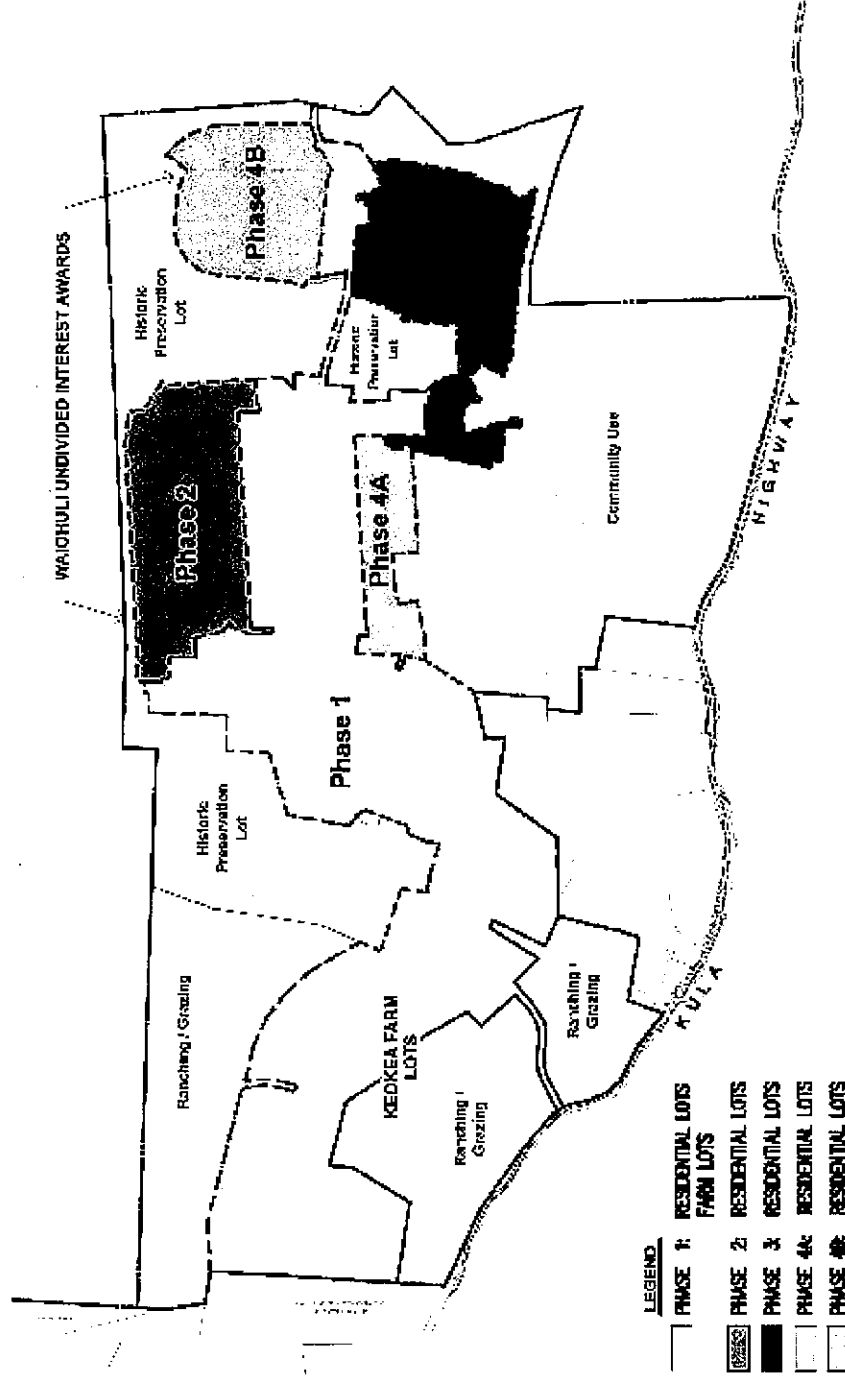 WAIOHULI UNDIVIDED INTEREST AWARDS
Historic
Preservation
Lot
Phase 4B
Phase 2
Historic
Preservation
Lot
Phase 4A
Phase 1
Historic
Preservation
Lot
Community Use
Ranching / Grazing
KEOKEA FARM
LOTS
Ranching /
Grazing
Ranching /
Grazing
KULA
HIGHWAY
LEGEND
PHASE 1: RESIDENTIAL LOTS
FARM LOTS
PHASE 2: RESIDENTIAL LOTS
PHASE 3: RESIDENTIAL LOTS
PHASE 4A: RESIDENTIAL LOTS
PHASE 4B: RESIDENTIAL LOTS